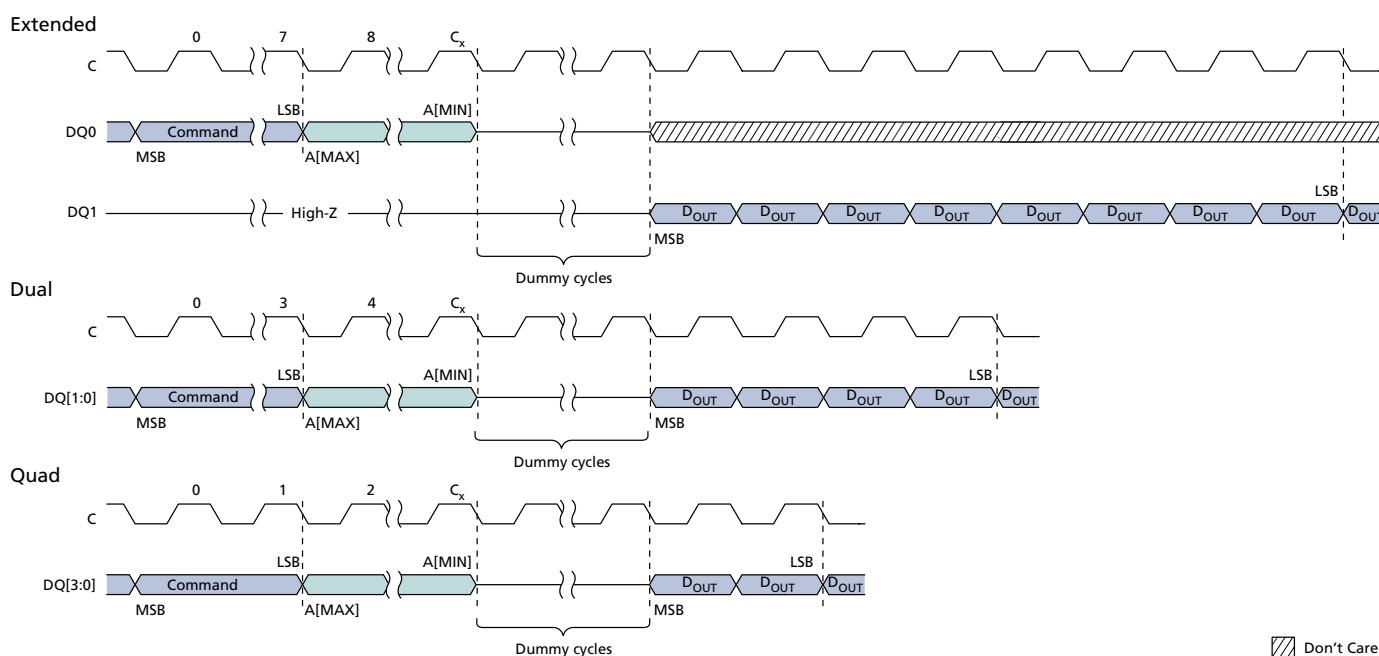 Extended
0 7 8 Cx
C
LSB A[MIN]
DQ0 Command
MSB A[MAX]
LSB
DQ1 High-Z DOUT DOUT DOUT DOUT DOUT DOUT DOUT DOUT DOUT
MSB
Dummy cycles
Dual
0 3 4 Cx
C
LSB A[MIN] LSB
DQ[1:0] Command DOUT DOUT DOUT DOUT DOUT
MSB A[MAX] MSB
Dummy cycles
Quad
0 1 2 Cx
C
LSB A[MIN] LSB
DQ[3:0] Command DOUT DOUT DOUT
MSB A[MAX] MSB
Dummy cycles
Don't Care